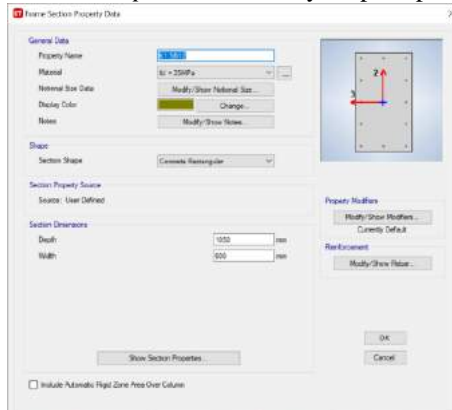 Frame Section Property Data
General Data
Property Name
Material
fc' = 35MPa
...
Notional Size Data
Modify/Show Notional Size...
Display Color
Change...
Notes
Modify/Show Notes...
Shape
Section Shape
Concrete Rectangular
Section Property Source
Source: User Defined
Section Dimensions
Depth
mm
Width
mm
Show Section Properties...
Include Automatic Rigid Zone Area Over Column
2
3
Property Modifiers
Modify/Show Modifiers...
Currently Default
Reinforcement
Modify/Show Rebar...
OK
Cancel